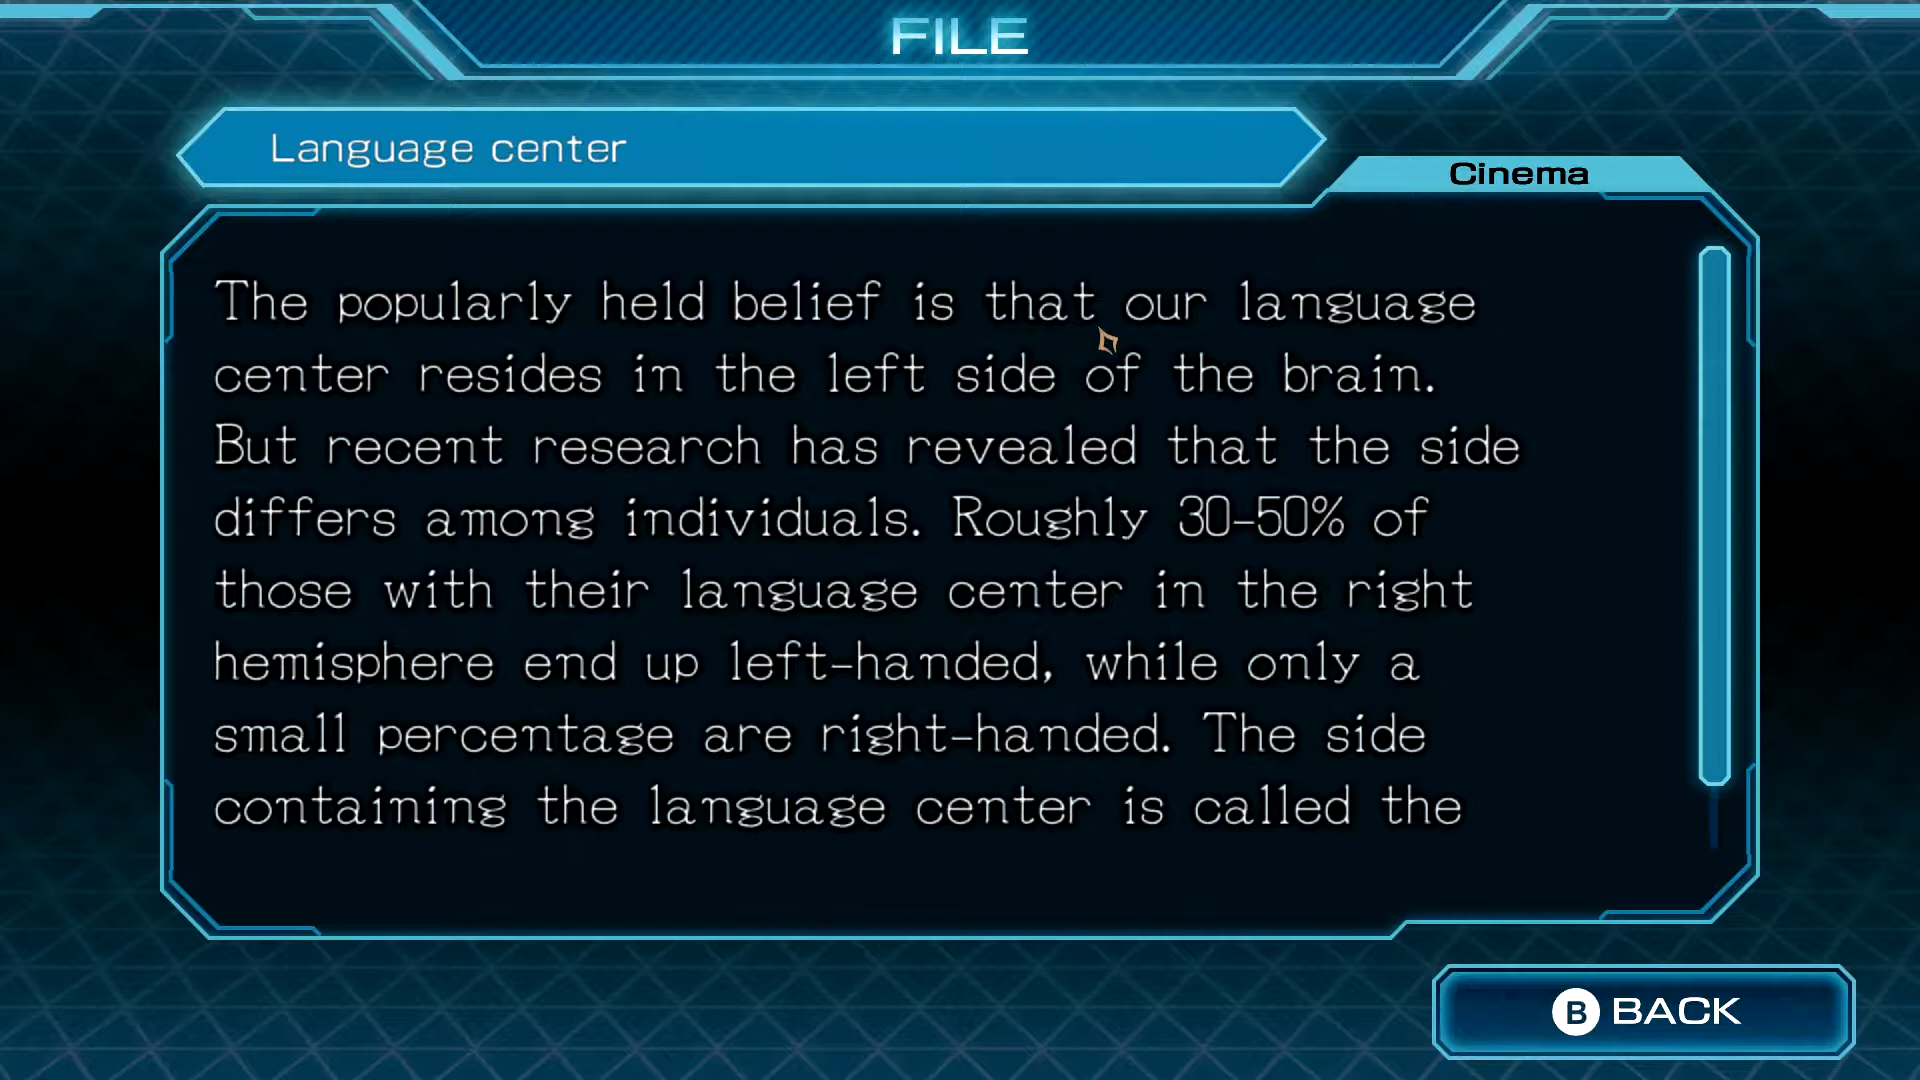 FILE
Language center
Cinema
The popularly held belief is that our language
center resides in the left side of the brain.
But recent research has revealed that the side
differs among individuals. Roughly 30-50% of
those with their language center in the right
hemisphere end up left-handed, while only a
small percentage are right-handed. The side
containing the language center is called the
B BACK